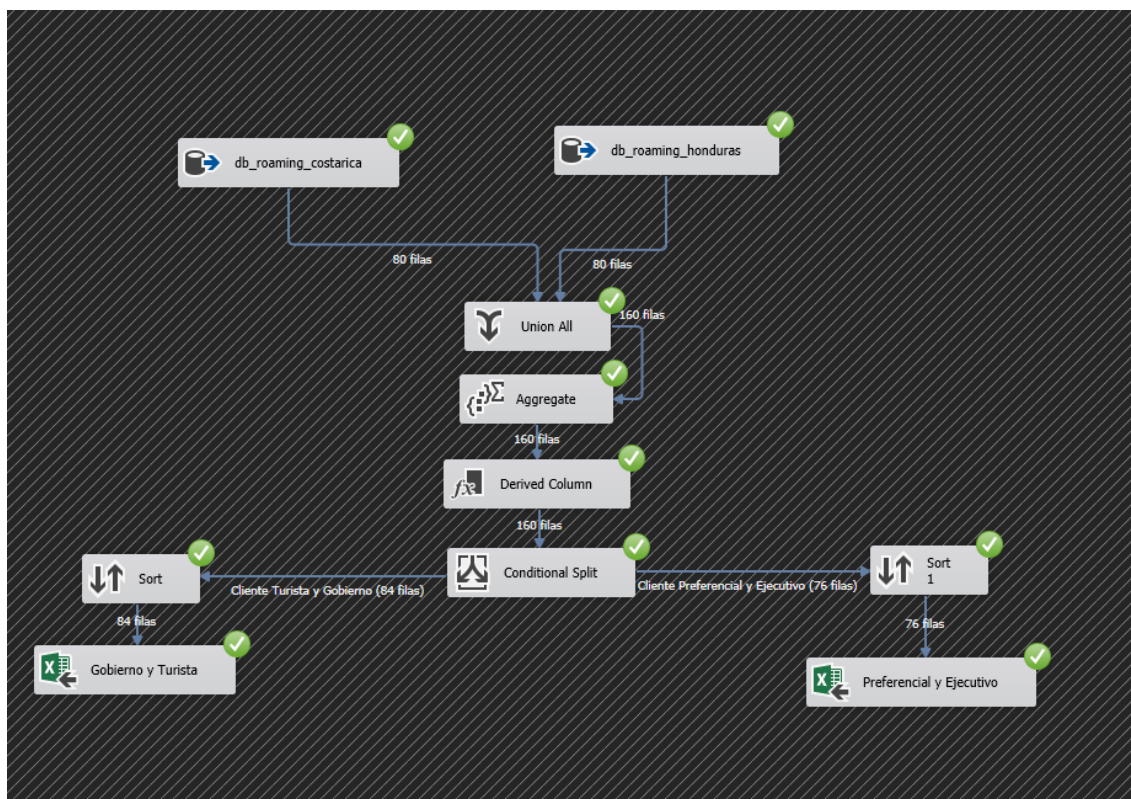 db_roaming_costarica
db_roaming_honduras
80 filas
80 filas
Union All
160 filas
Aggregate
160 filas
Derived Column
160 filas
Conditional Split
Sort
Cliente Turista y Gobierno (84 filas)
Cliente Preferencial y Ejecutivo (76 filas)
Sort
1
84 filas
76 filas
Gobierno y Turista
Preferencial y Ejecutivo